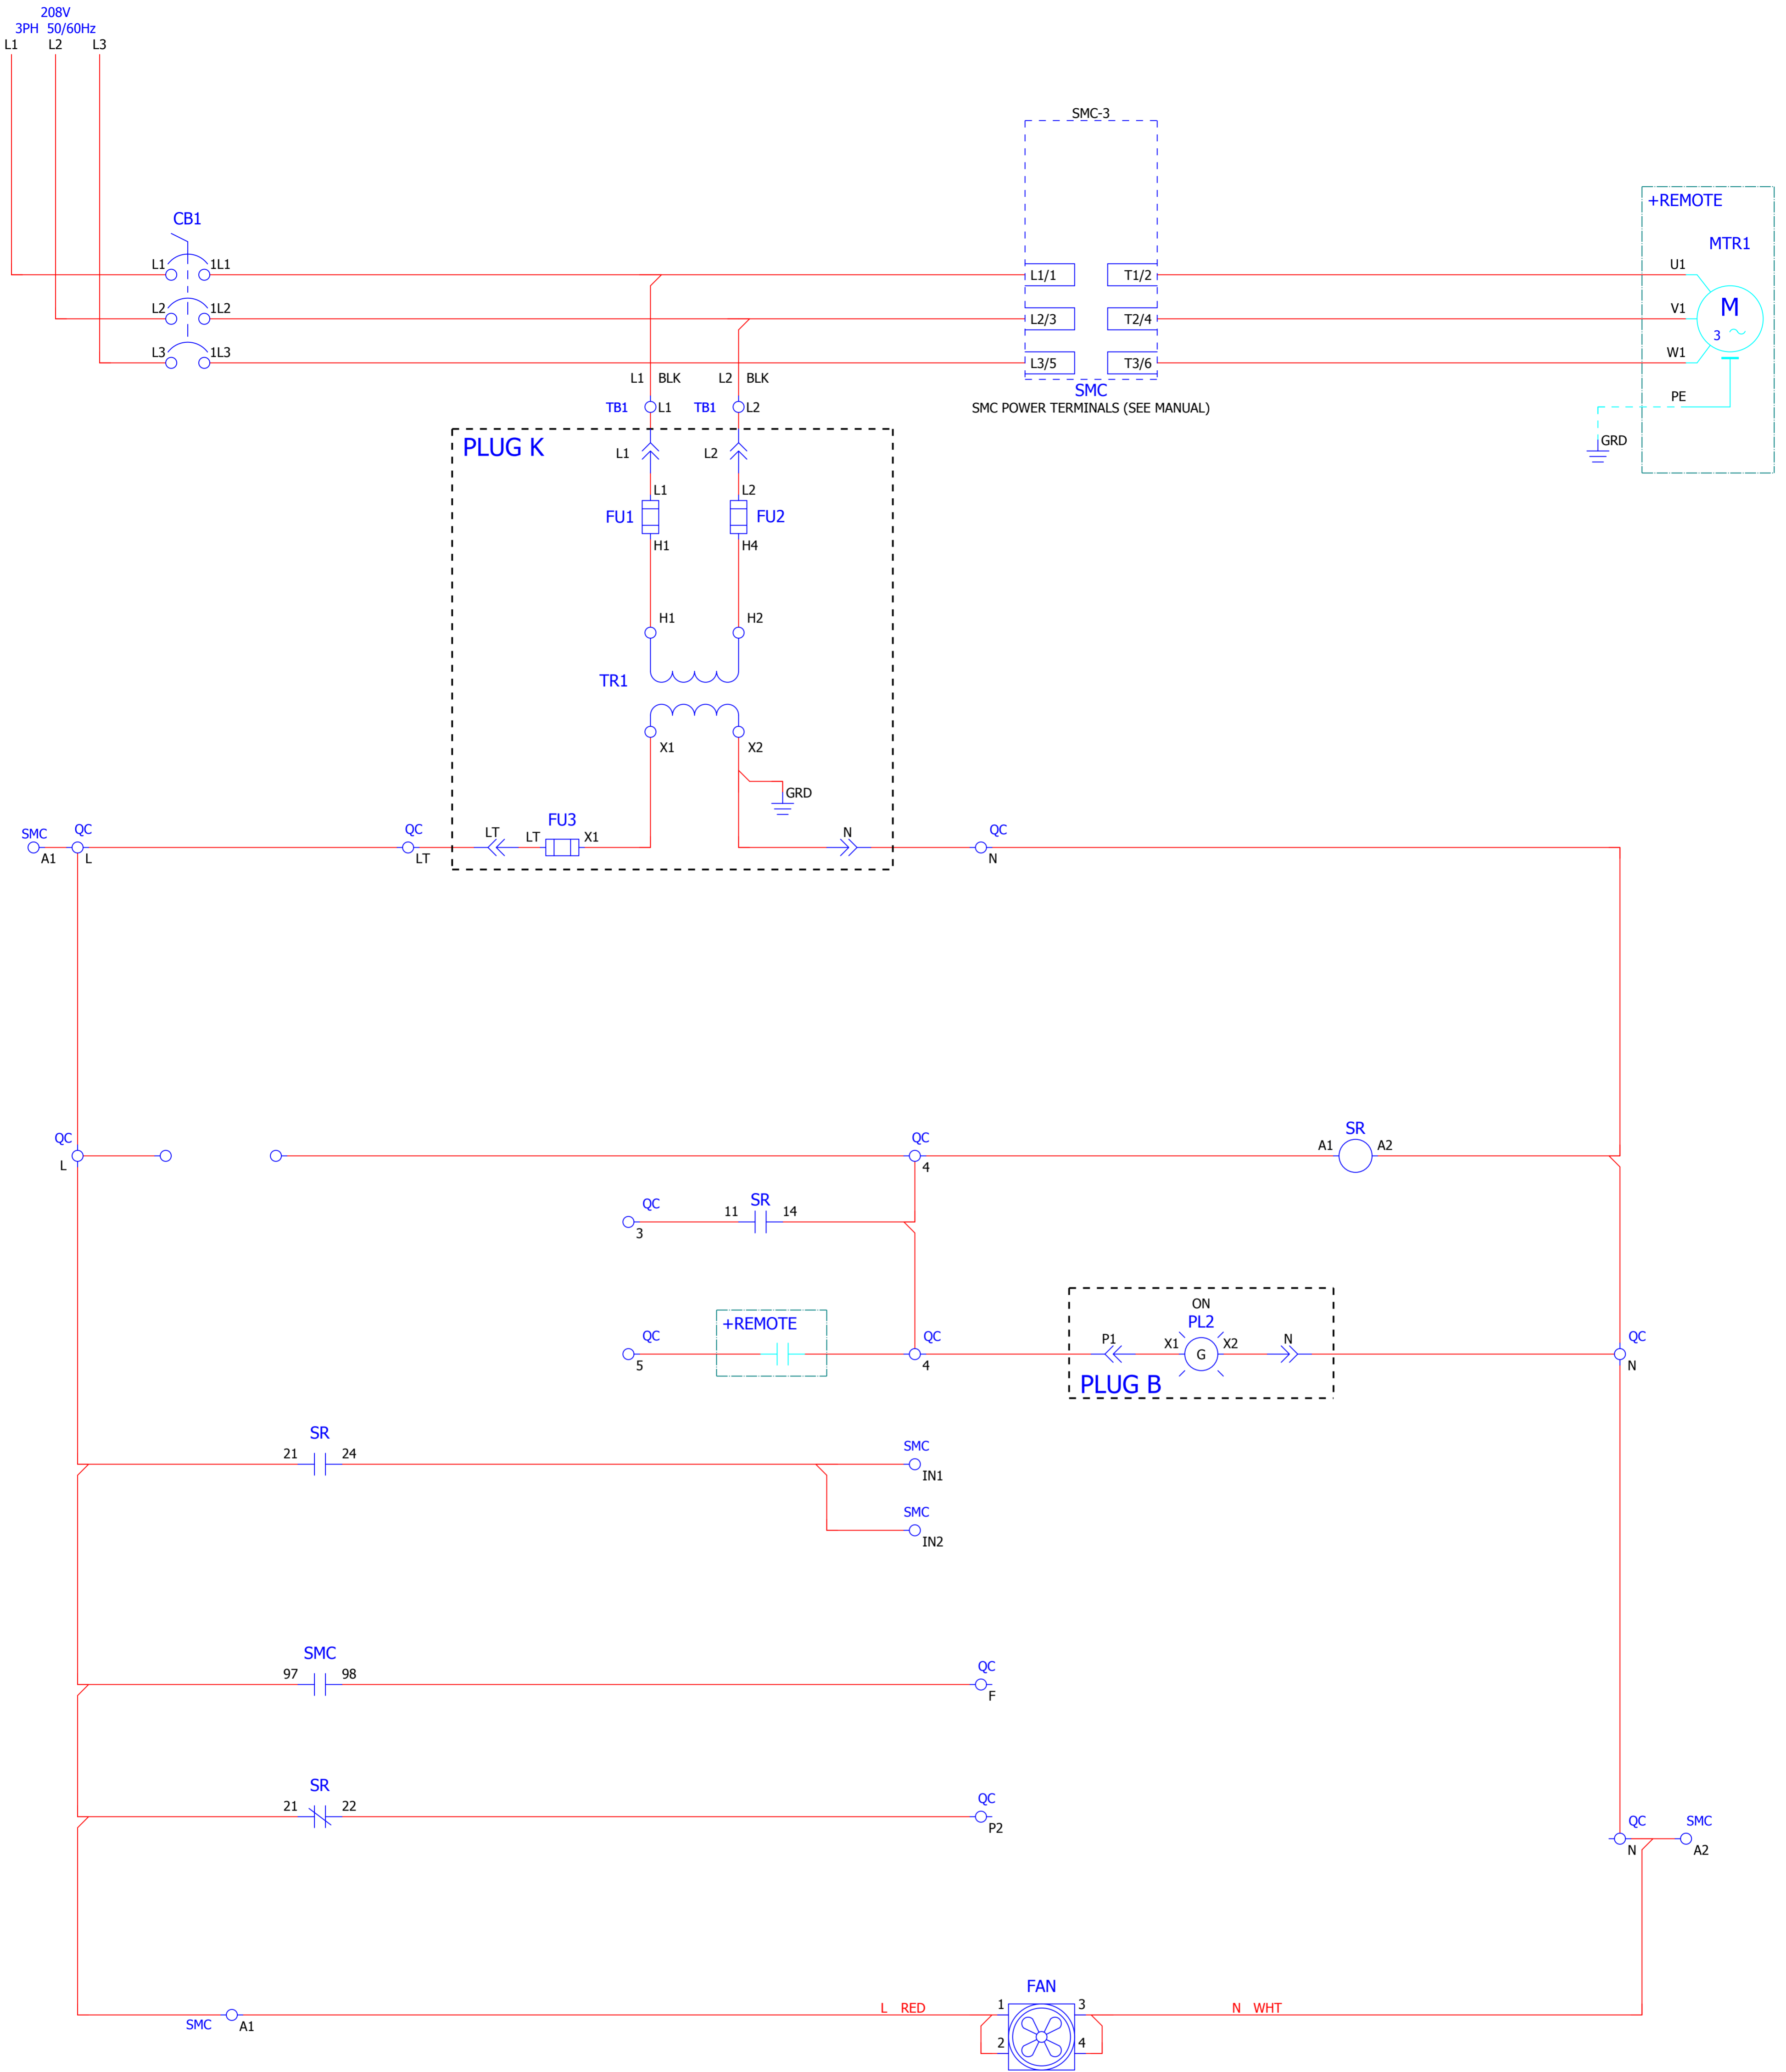 208V
3PH 50/60Hz
L1 L2 L3
SMC-3
+REMOTE
CB1
MTR1
L1 1L1 L1/1 T1/2 U1
L2 1L2 L2/3 T2/4 V1 M
3
L3 1L3 L3/5 T3/6 W1
L1 BLK L2 BLK SMC PE
TB1 L1 TB1 L2 SMC POWER TERMINALS (SEE MANUAL)
GRD
PLUG K
L1 L2
L1 L2
FU1 FU2
H1 H4
H1 H2
TR1
X1 X2
GRD
FU3
SMC QC QC LT LT X1 N QC
A1 L LT N
QC QC SR
L 4 A1 A2
QC 11 SR 14
3
+REMOTE ON
PL2
QC QC P1 X1 X2 N QC
G
5 4 N
PLUG B
SR
21 24 SMC
IN1
SMC
IN2
SMC
97 98 QC
F
SR
21 22 QC
P2
QC SMC
N A2
FAN
L RED 1 3 N WHT
SMC A1
2 4